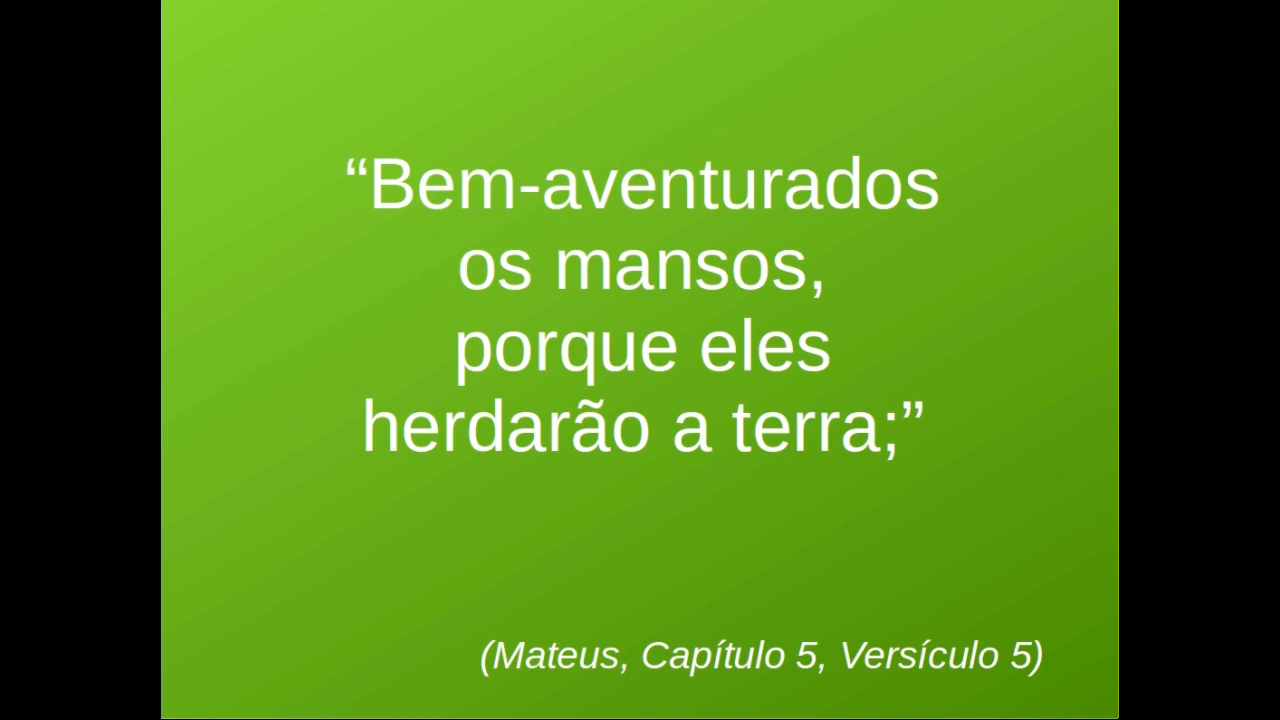 “Bem-aventurados
os mansos,
porque eles
herdarão a terra;”
(Mateus, Capítulo 5, Versículo 5)